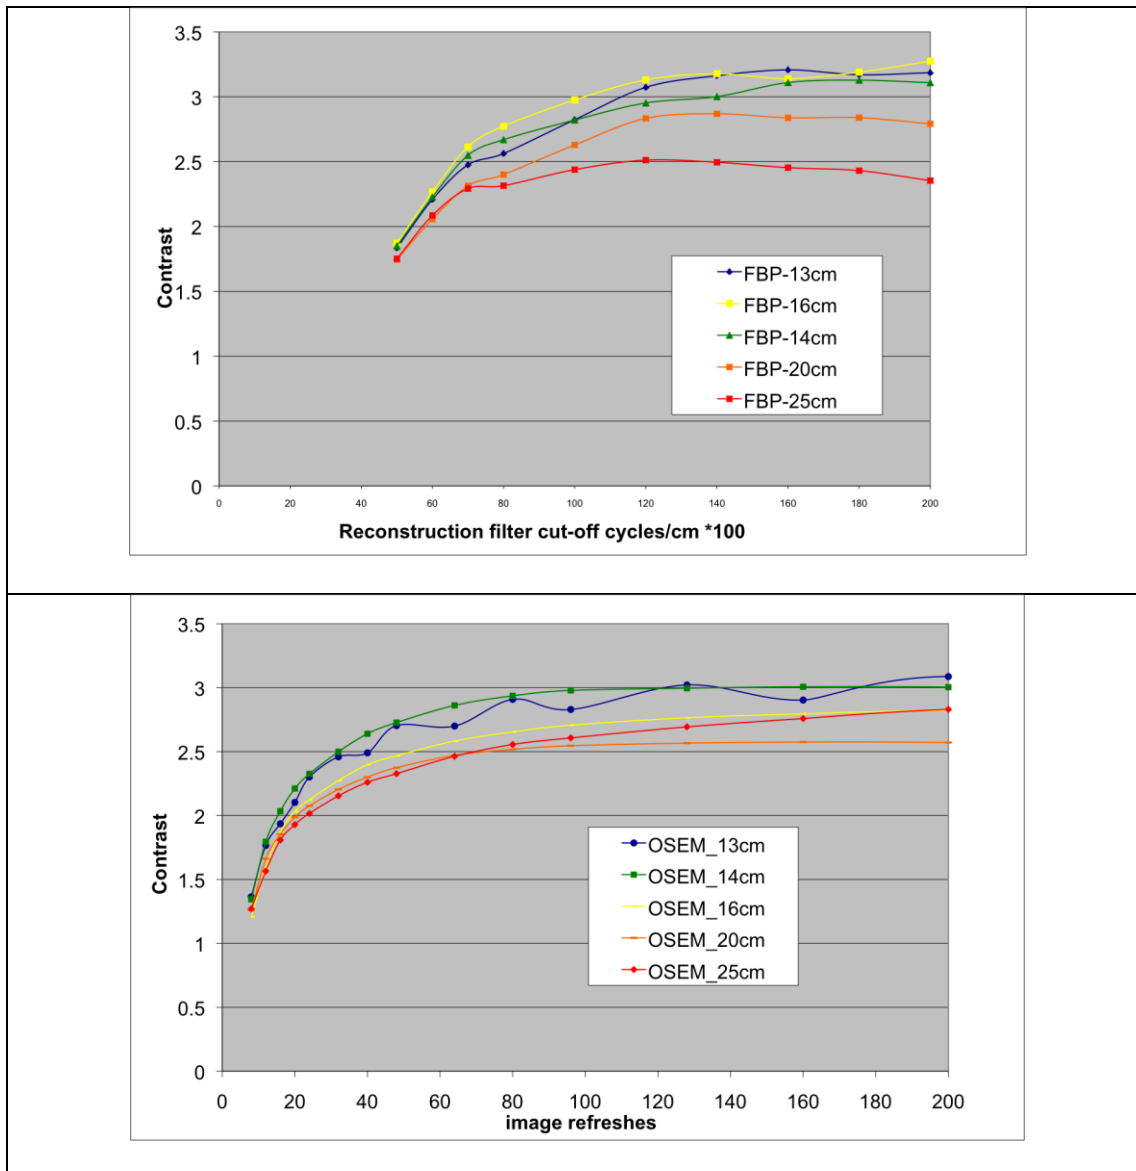 3.5
3
2.5
2
1.5
1
0.5
0
Contrast
FBP-13cm
FBP-16cm
FBP-14cm
FBP-20cm
FBP-25cm
0 20 40 60 80 100 120 140 160 180 200
Reconstruction filter cut-off cycles/cm *100
3.5
3
2.5
2
1.5
1
0.5
0
Contrast
OSEM_13cm
OSEM_14cm
OSEM_16cm
OSEM_20cm
OSEM_25cm
0 20 40 60 80 100 120 140 160 180 200
image refreshes